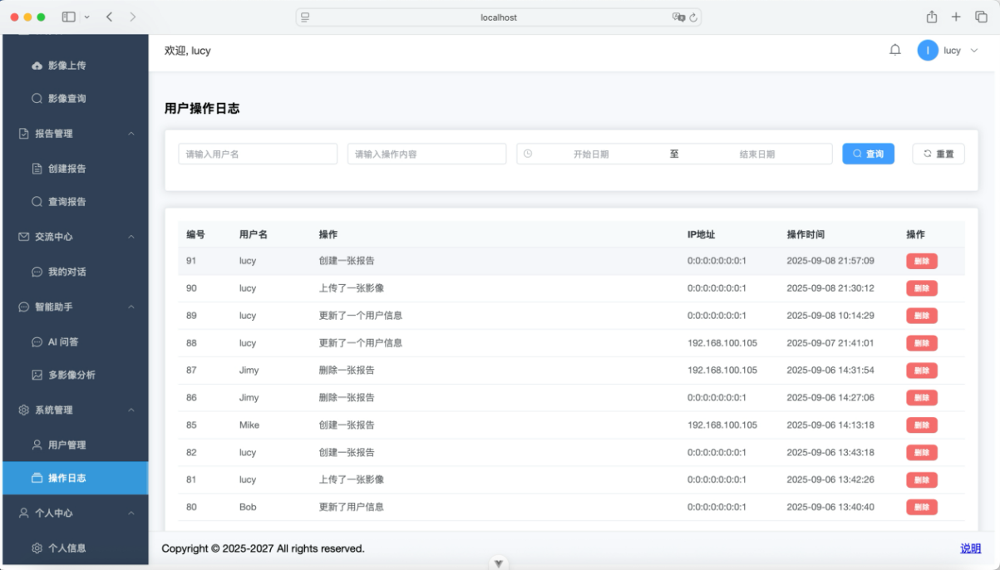 localhost
影像上传
影像查询
报告管理
创建报告
查询报告
交流中心
我的对话
智能助手
AI 问答
多影像分析
系统管理
用户管理
操作日志
个人中心
个人信息
欢迎, lucy
l lucy
用户操作日志
请输入用户名 请输入操作内容 开始日期 至 结束日期 查询 重置
编号 用户名 操作 IP地址 操作时间 操作
91 lucy 创建一张报告 0:0:0:0:0:0:0:1 2025-09-08 21:57:09 删除
90 lucy 上传了一张影像 0:0:0:0:0:0:0:1 2025-09-08 21:30:12 删除
89 lucy 更新了一个用户信息 0:0:0:0:0:0:0:1 2025-09-08 10:14:29 删除
88 lucy 更新了一个用户信息 192.168.100.105 2025-09-07 21:41:01 删除
87 Jimy 删除一张报告 192.168.100.105 2025-09-06 14:31:54 删除
86 Jimy 删除一张报告 0:0:0:0:0:0:0:1 2025-09-06 14:27:06 删除
85 Mike 创建一张报告 192.168.100.105 2025-09-06 14:13:18 删除
82 lucy 创建一张报告 0:0:0:0:0:0:0:1 2025-09-06 13:43:18 删除
81 lucy 上传了一张影像 0:0:0:0:0:0:0:1 2025-09-06 13:42:26 删除
80 Bob 更新了用户信息 0:0:0:0:0:0:0:1 2025-09-06 13:40:40 删除
Copyright © 2025-2027 All rights reserved. 说明